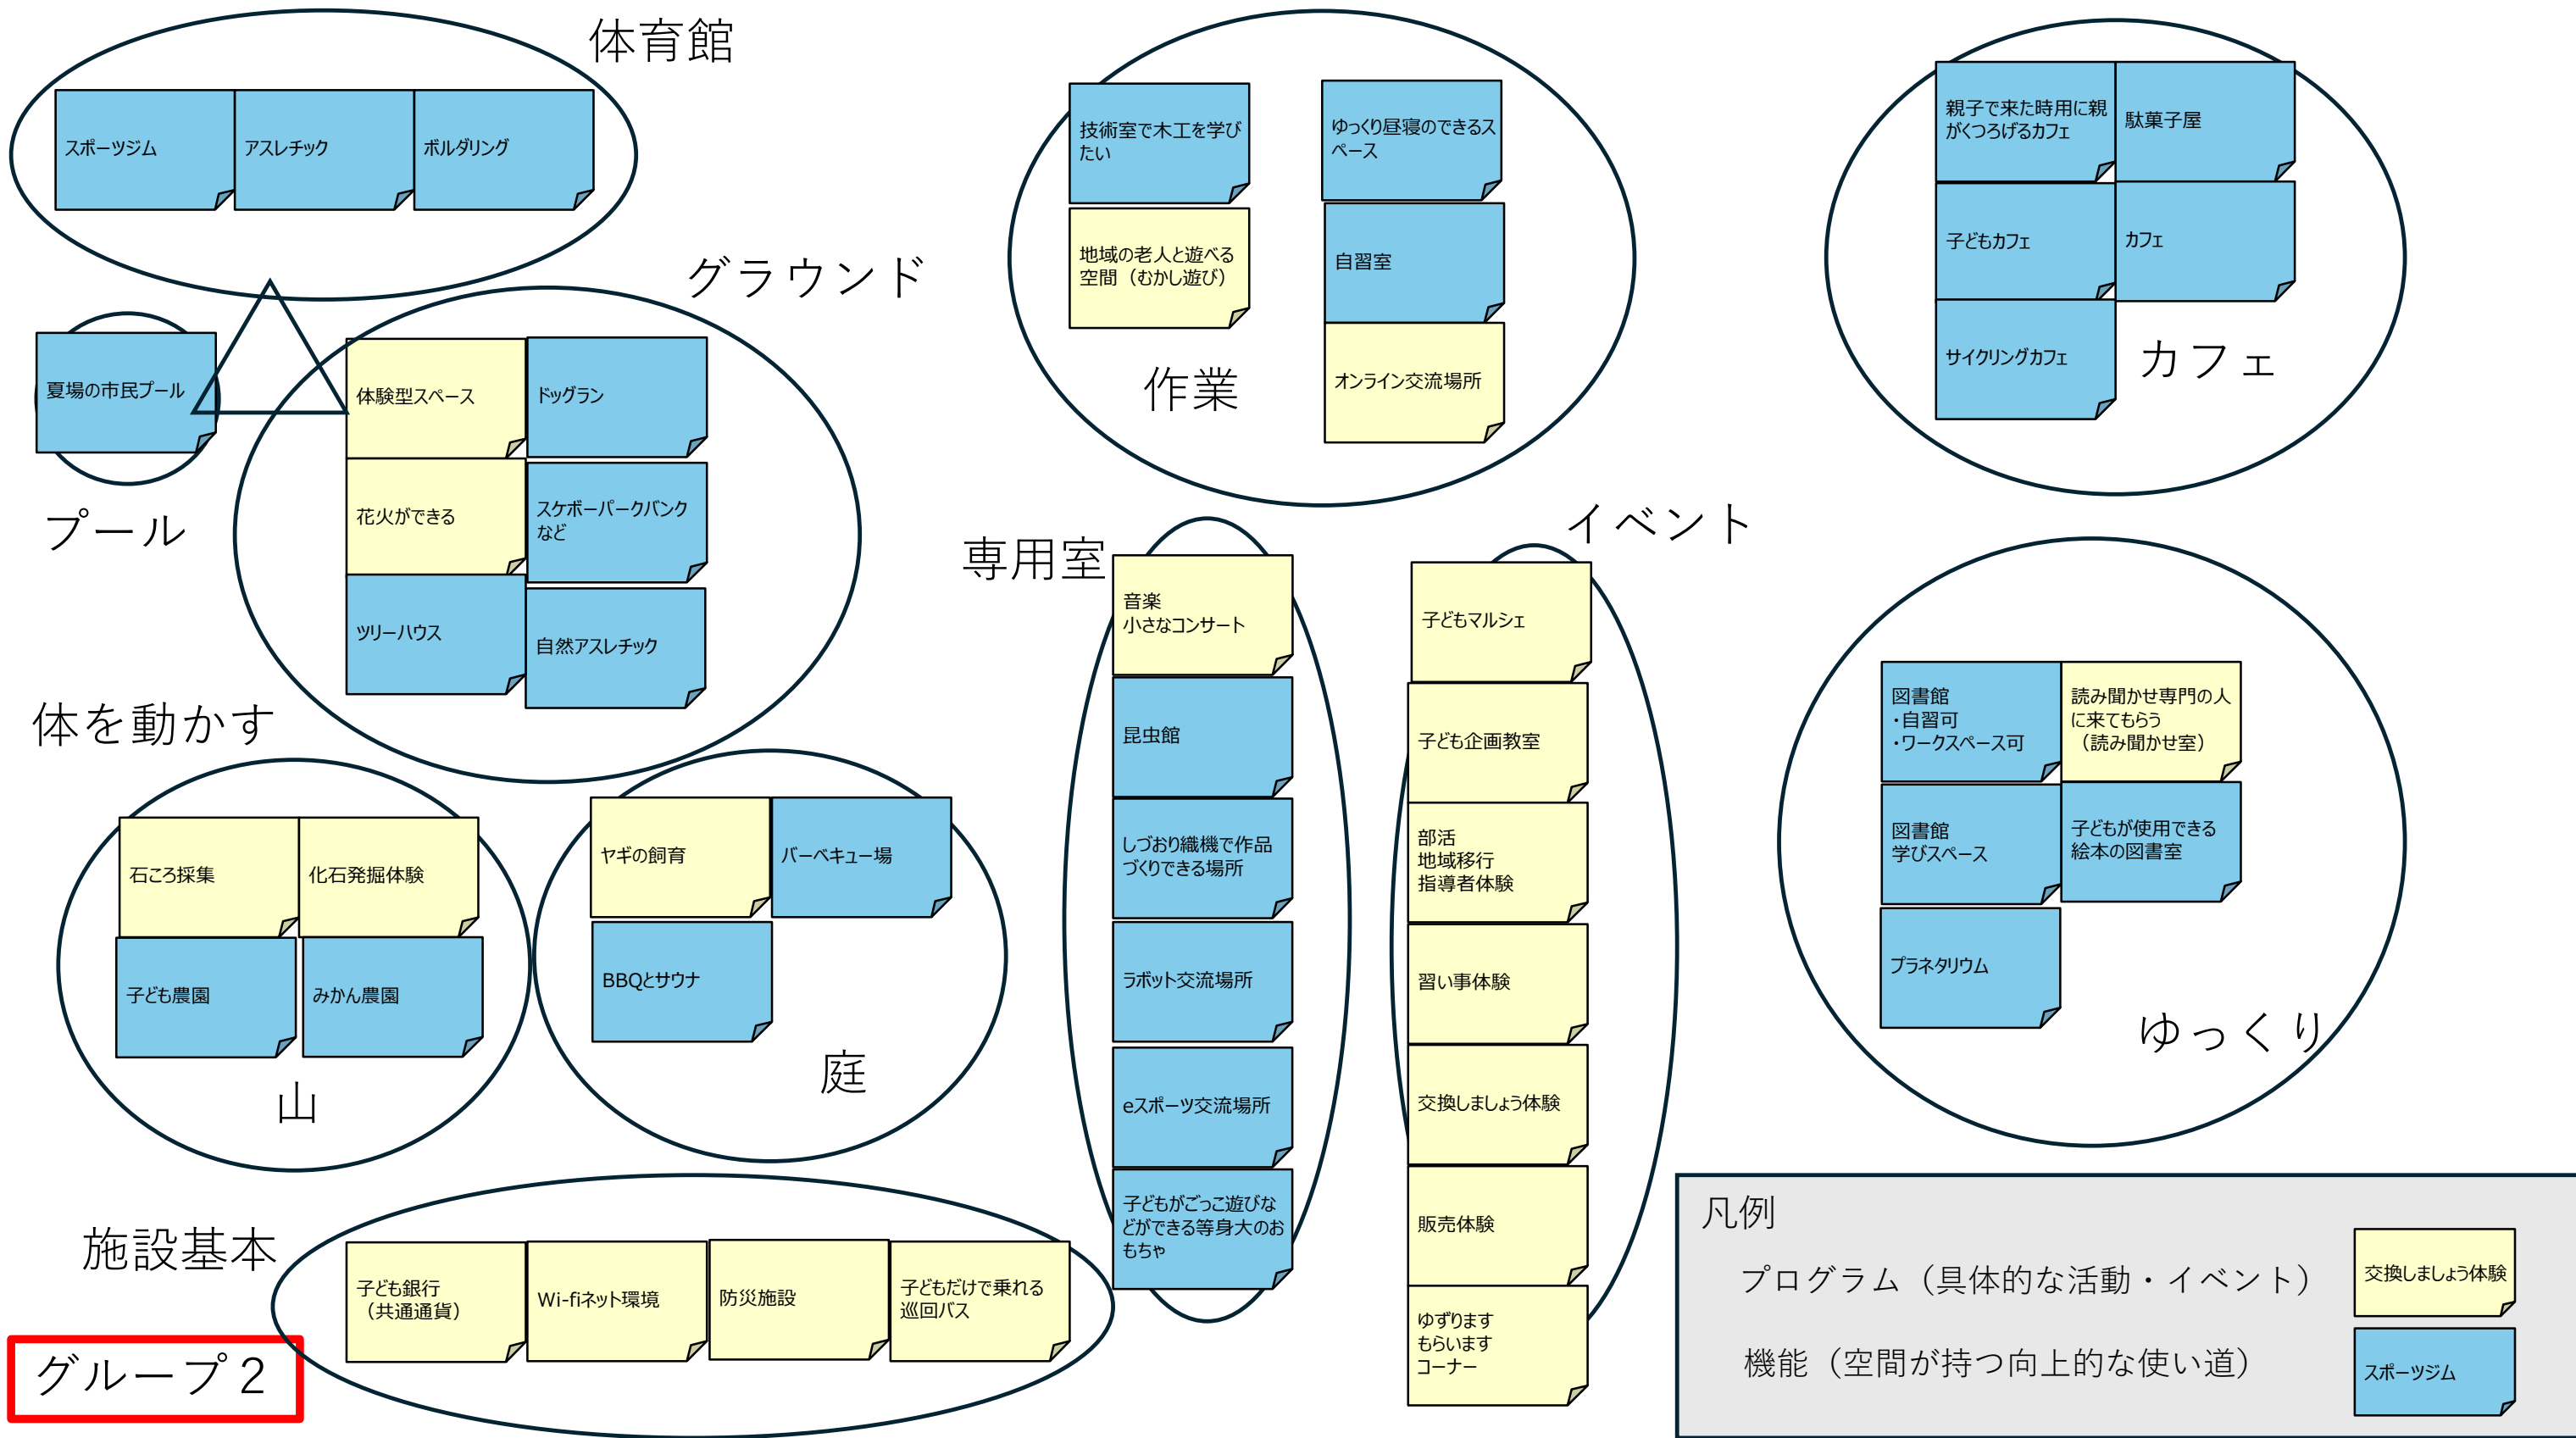 体育館
スポーツジム
アスレチック
ボルダリング
グラウンド
夏場の市民プール
プール
体験型スペース
ドッグラン
花火ができる
スケボーパークバンク
など
ツリーハウス
自然アスレチック
体を動かす
石ころ採集
化石発掘体験
子ども農園
みかん農園
山
ヤギの飼育
バーベキュー場
BBQとサウナ
庭
施設基本
子ども銀行
（共通通貨）
Wi-fiネット環境
防災施設
子どもだけで乗れる
巡回バス
グループ2
技術室で木工を学び
たい
ゆっくり昼寝のできるス
ペース
地域の老人と遊べる
空間（むかし遊び）
自習室
オンライン交流場所
作業
専用室
音楽
小さなコンサート
昆虫館
しづおり織機で作品
づくりできる場所
ラボット交流場所
eスポーツ交流場所
子どもがごっこ遊びな
どができる等身大のお
もちゃ
イベント
子どもマルシェ
子ども企画教室
部活
地域移行
指導者体験
習い事体験
交換しましょう体験
販売体験
ゆずります
もらいます
コーナー
親子で来た時用に親
がくつろげるカフェ
駄菓子屋
子どもカフェ
カフェ
サイクリングカフェ
カフェ
図書館
・自習可
・ワークスペース可
読み聞かせ専門の人
に来てもらう
（読み聞かせ室）
図書館
学びスペース
子どもが使用できる
絵本の図書室
プラネタリウム
ゆっくり
凡例
プログラム（具体的な活動・イベント）
交換しましょう体験
機能（空間が持つ向上的な使い道）
スポーツジム